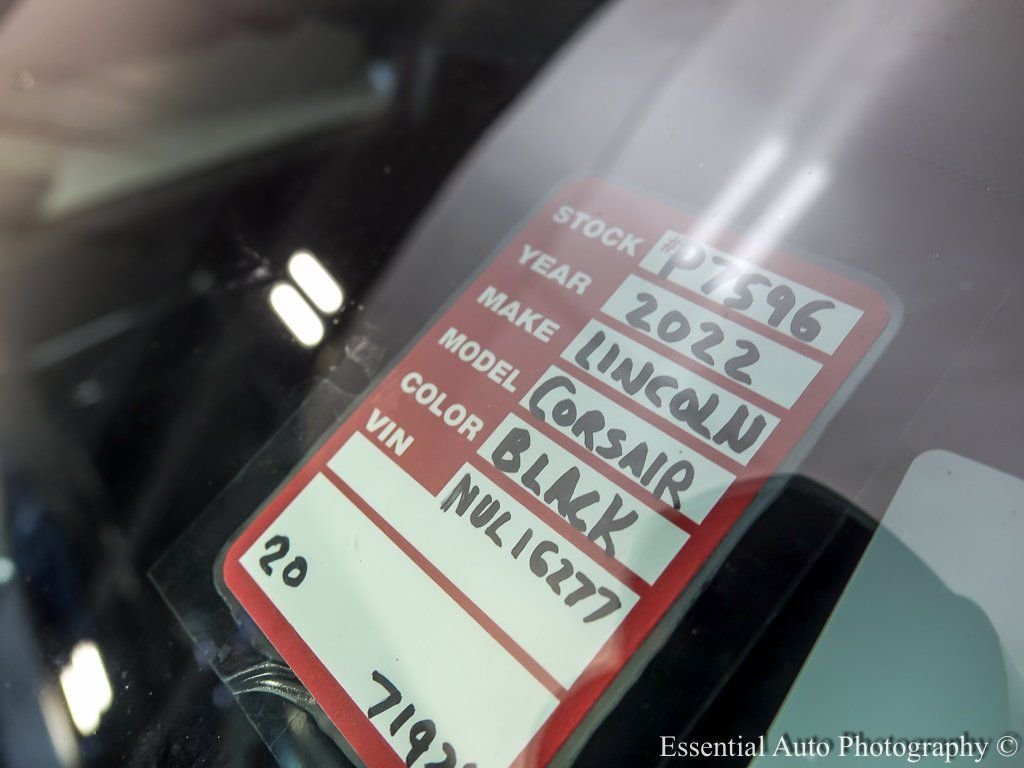 STOCK #P7596
YEAR 2022
MAKE LINCOLN
MODEL CORSAIR
COLOR BLACK
VIN NUL16277
20
Essential Auto Photography ©